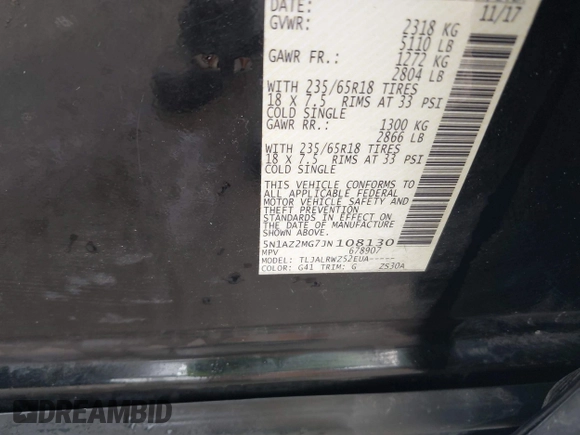 DATE: 11/17
GVWR: 2318 KG
5110 LB
GAWR FR.: 1272 KG
2804 LB
WITH 235/65R18 TIRES
18 X 7.5 RIMS AT 33 PSI
COLD SINGLE
GAWR RR.: 1300 KG
2866 LB
WITH 235/65R18 TIRES
18 X 7.5 RIMS AT 33 PSI
COLD SINGLE
THIS VEHICLE CONFORMS TO
ALL APPLICABLE FEDERAL
MOTOR VEHICLE SAFETY AND
THEFT PREVENTION
STANDARDS IN EFFECT ON
DATE OF MANUFACTURE SHOWN
ABOVE.
5N1AZ2MG7JN108130
MPV 678907
MODEL: TLJALRWZ52EUA-----
COLOR: G41 TRIM: G ZS30A
DREAMBID